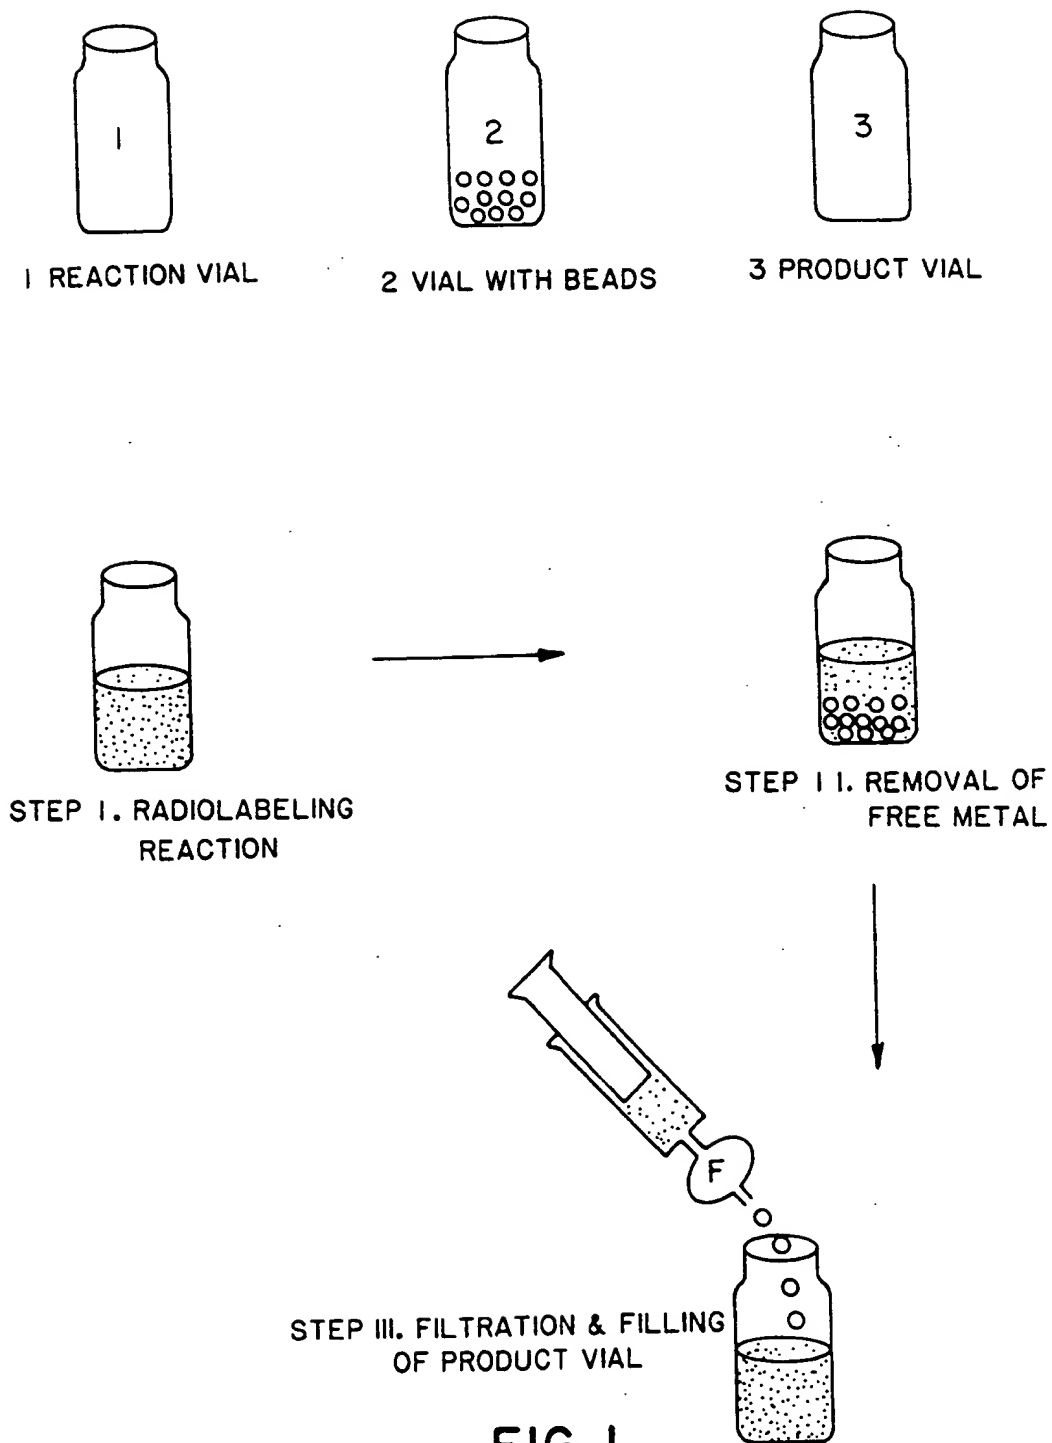 1
2
3
1 REACTION VIAL
2 VIAL WITH BEADS
3 PRODUCT VIAL
STEP I. RADIOLABELING
REACTION
STEP II. REMOVAL OF
FREE METAL
F
STEP III. FILTRATION & FILLING
OF PRODUCT VIAL
FIG. I